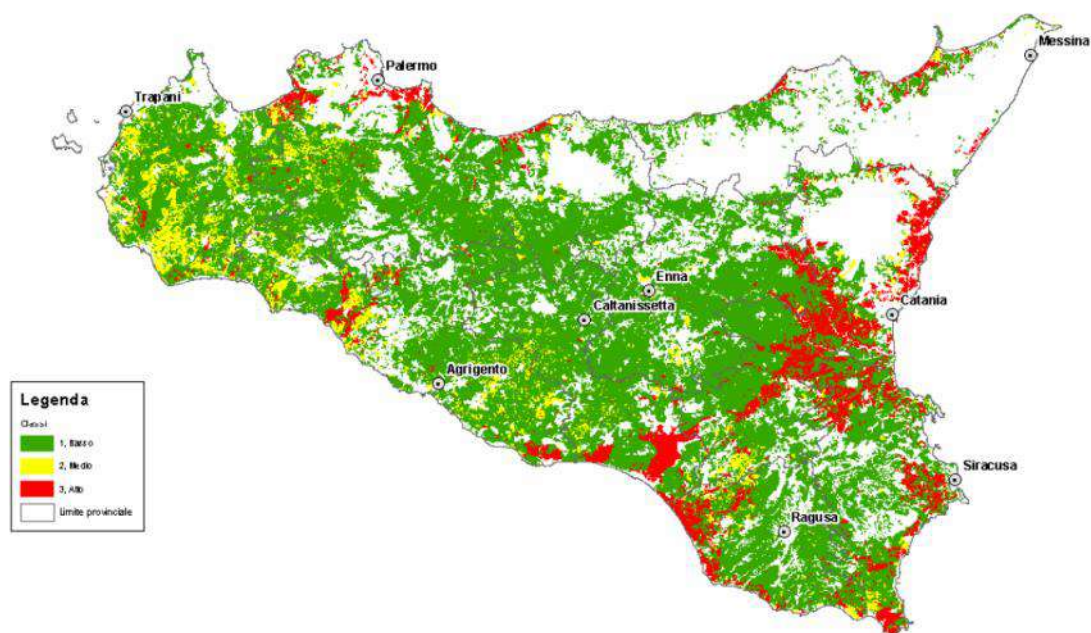 Messina
Palermo
Trapani
Enna
Caltanissetta
Catania
Agrigento
Siracusa
Ragusa
Legenda
Classi
1, Basso
2, Medio
3, Alto
Limite provinciale